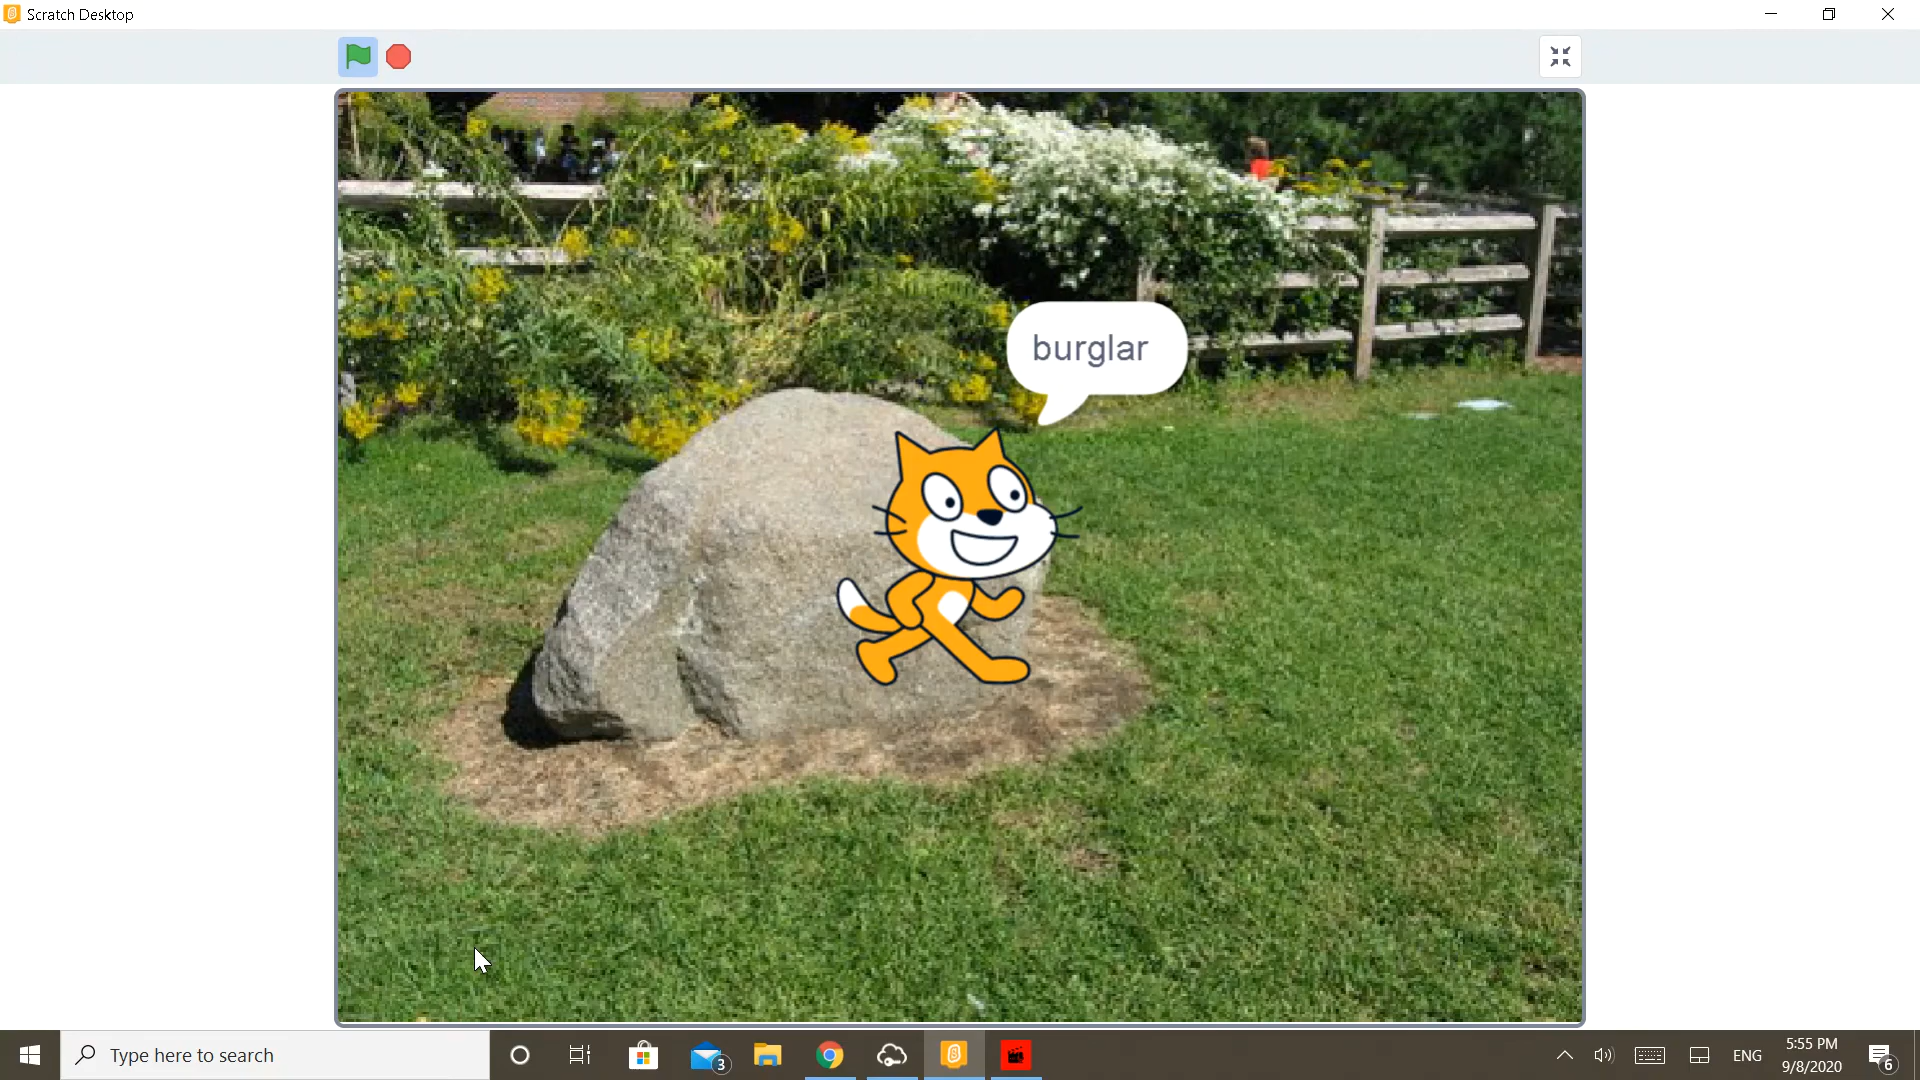 Scratch Desktop
burglar
Type here to search
3
ENG
5:55 PM
9/8/2020
6